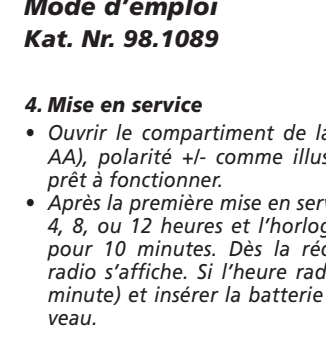 Mode d'emploi
Kat. Nr. 98.1089
4. Mise en service
• Ouvrir le compartiment de la
AA), polarité +/- comme illus
prêt à fonctionner.
• Après la première mise en serv
4, 8, ou 12 heures et l'horlog
pour 10 minutes. Dès la réc
radio s'affiche. Si l'heure rad
minute) et insérer la batterie
veau.